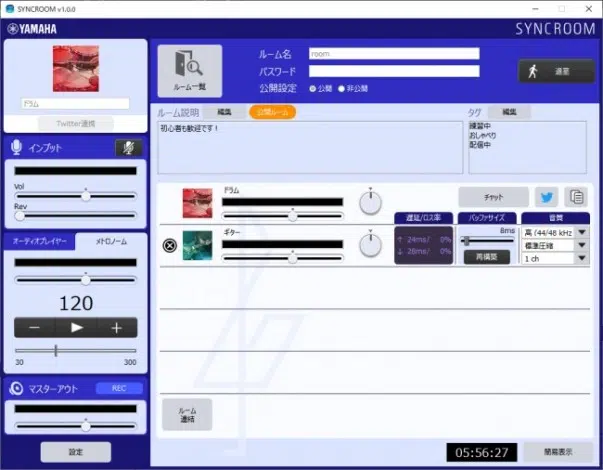 SYNCROOM v1.0.0
YAMAHA
SYNCROOM
ドラム
Twitter連携
ルーム一覧
ルーム名
room
パスワード
公開設定
公開
非公開
退室
インプット
Vol
Rev
ルーム説明
編集
公開ルーム
初心者も歓迎です!
タグ
編集
練習中
おしゃべり
配信中
オーディオプレイヤー
メトロノーム
120
30
300
マスターアウト
REC
設定
ドラム
チャット
ギター
遅延/ロス率
↑ 24ms/ 0%
↓ 28ms/ 0%
バッファサイズ
8ms
再構築
音質
高 (44/48 kHz
標準圧縮
1 ch
ルーム
連結
05:56:27
簡易表示